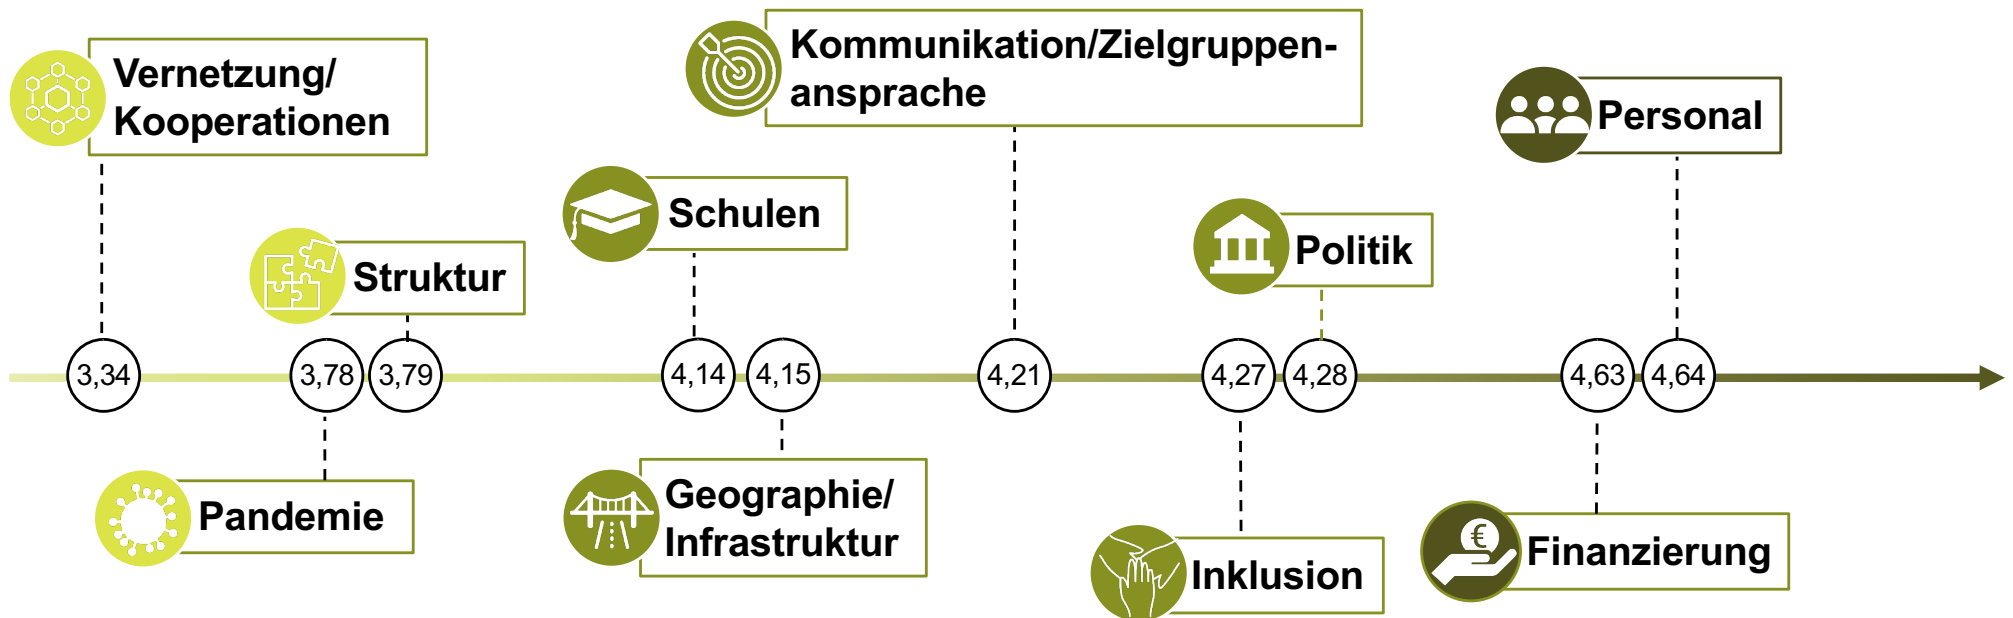 Vernetzung/
Kooperationen
Struktur
Schulen
Kommunikation/Zielgruppen-
ansprache
Politik
Personal
3,34
3,78
3,79
4,14
4,15
4,21
4,27
4,28
4,63
4,64
Pandemie
Geographie/
Infrastruktur
Inklusion
€
Finanzierung